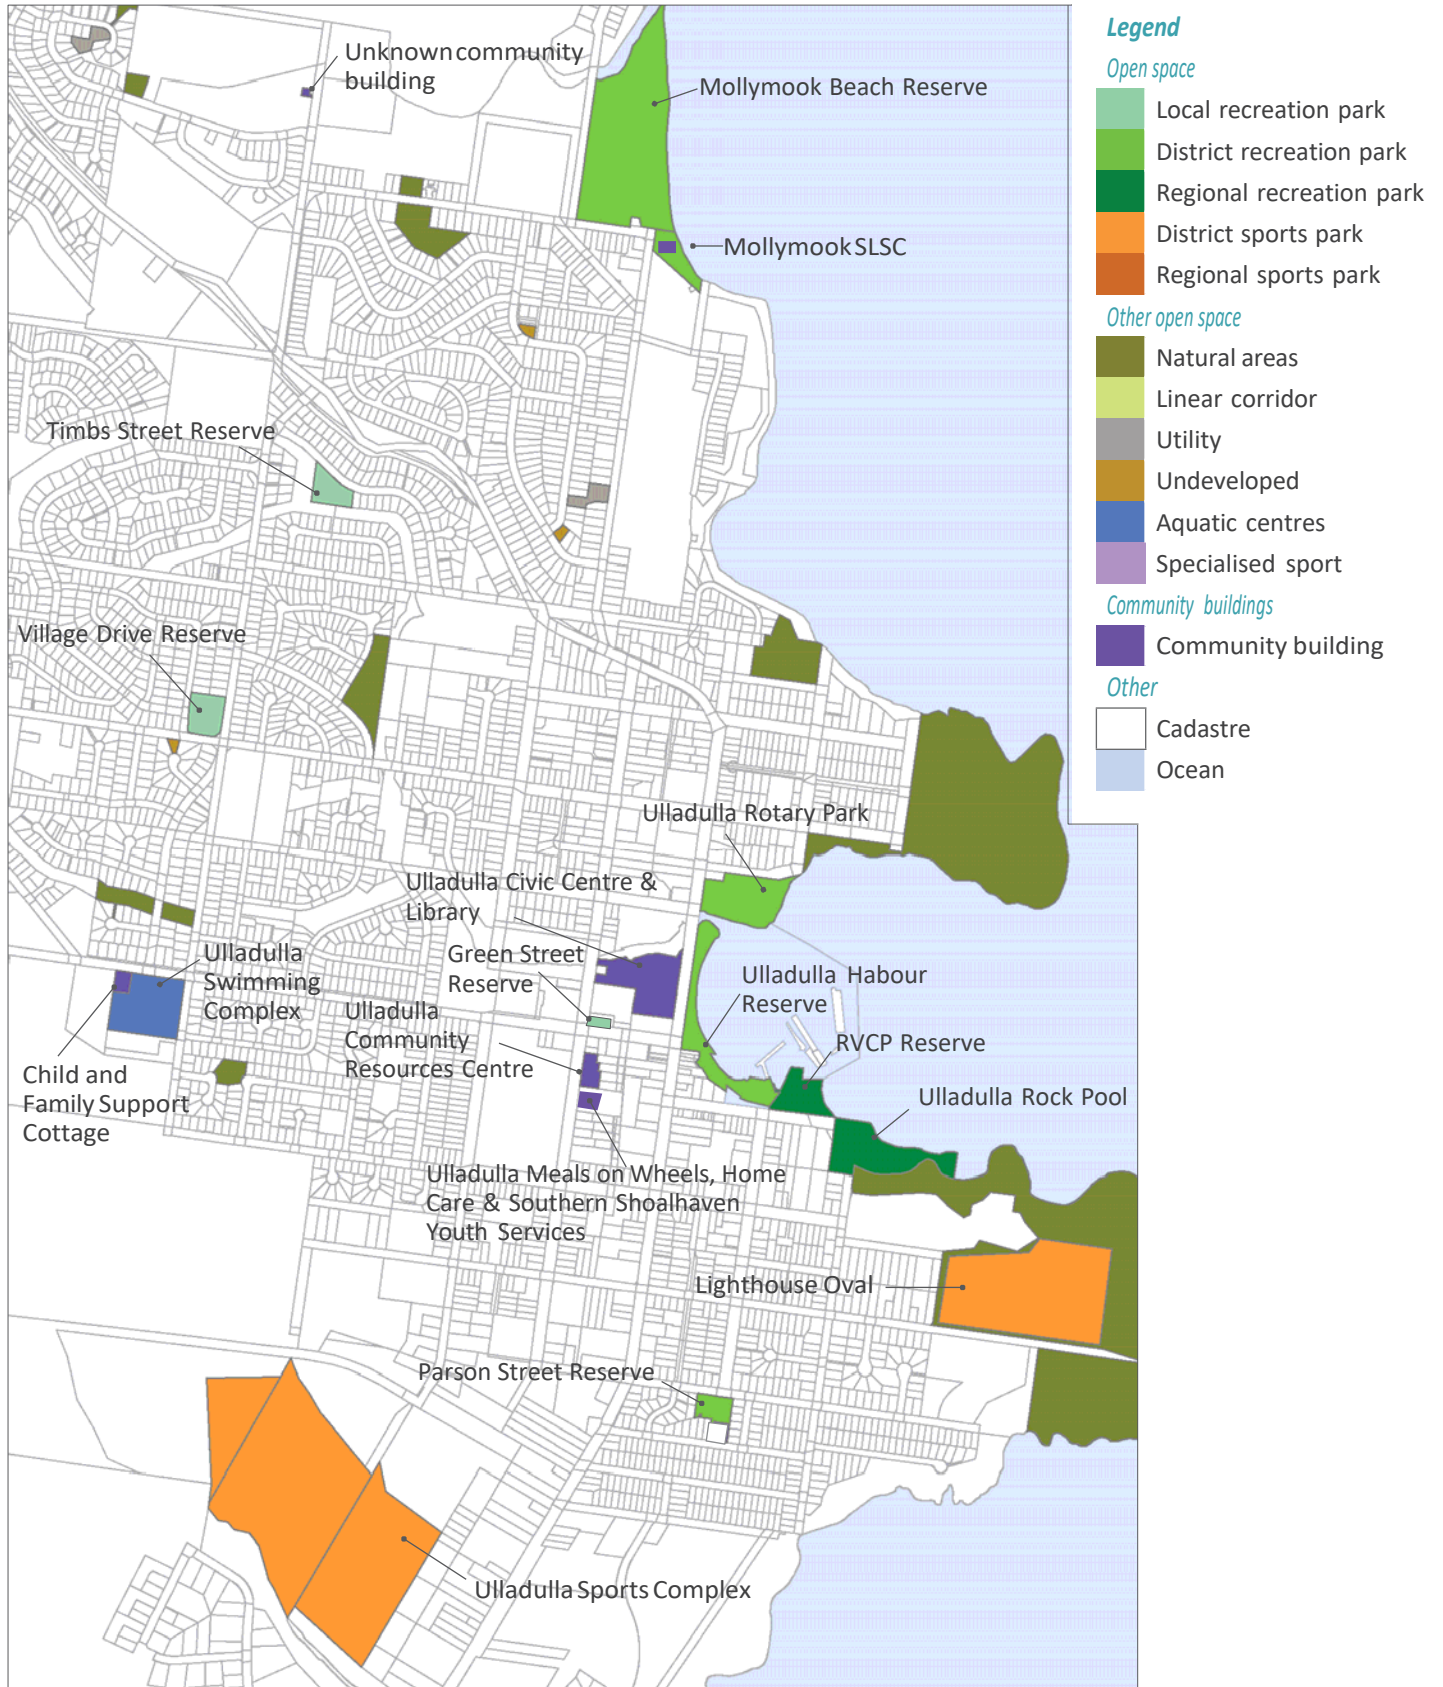 Unknown community
building
Mollymook Beach Reserve
Mollymook SLSC
Timbs Street Reserve
Village Drive Reserve
Ulladulla Rotary Park
Ulladulla Civic Centre &
Library
Green Street
Reserve
Ulladulla
Swimming
Complex
Ulladulla
Community
Resources Centre
Ulladulla Habour
Reserve
RVCP Reserve
Child and
Family Support
Cottage
Ulladulla Rock Pool
Ulladulla Meals on Wheels, Home
Care & Southern Shoalhaven
Youth Services
Lighthouse Oval
Parson Street Reserve
Ulladulla Sports Complex
Legend
Open space
Local recreation park
District recreation park
Regional recreation park
District sports park
Regional sports park
Other open space
Natural areas
Linear corridor
Utility
Undeveloped
Aquatic centres
Specialised sport
Community buildings
Community building
Other
Cadastre
Ocean